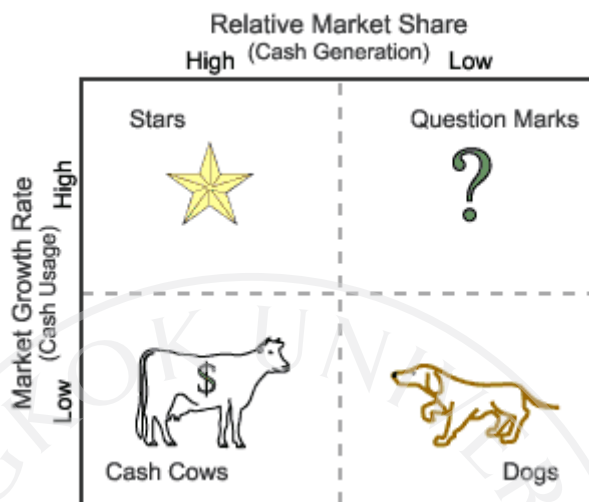 Relative Market Share
(Cash Generation)
High Low
Stars Question Marks
?
Market Growth Rate
(Cash Usage)
High
Low
$
Cash Cows Dogs